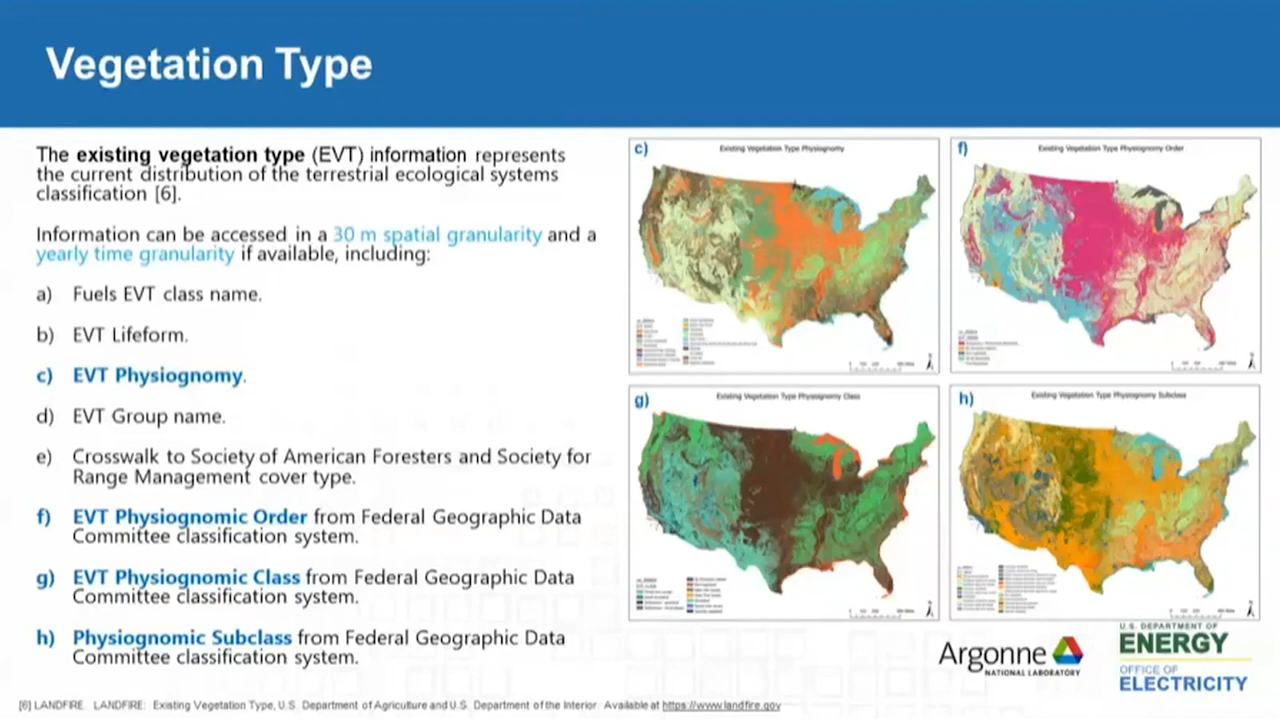 Vegetation Type
The existing vegetation type (EVT) information represents
the current distribution of the terrestrial ecological systems
classification [6].
Information can be accessed in a 30 m spatial granularity and a
yearly time granularity if available, including:
a) Fuels EVT class name.
b) EVT Lifeform.
c) EVT Physiognomy.
d) EVT Group name.
e) Crosswalk to Society of American Foresters and Society for
Range Management cover type.
f) EVT Physiognomic Order from Federal Geographic Data
Committee classification system.
g) EVT Physiognomic Class from Federal Geographic Data
Committee classification system.
h) Physiognomic Subclass from Federal Geographic Data
Committee classification system.
c) Existing Vegetation Type Physiognomy
f) Existing Vegetation Type Physiognomy Order
g) Existing Vegetation Type Physiognomy Class
h) Existing Vegetation Type Physiognomy Subclass
Argonne
NATIONAL LABORATORY
U.S. DEPARTMENT OF
ENERGY
OFFICE OF
ELECTRICITY
[6] LANDFIRE. LANDFIRE: Existing Vegetation Type, U.S. Department of Agriculture and U.S. Department of the Interior. Available at https://www.landfire.gov